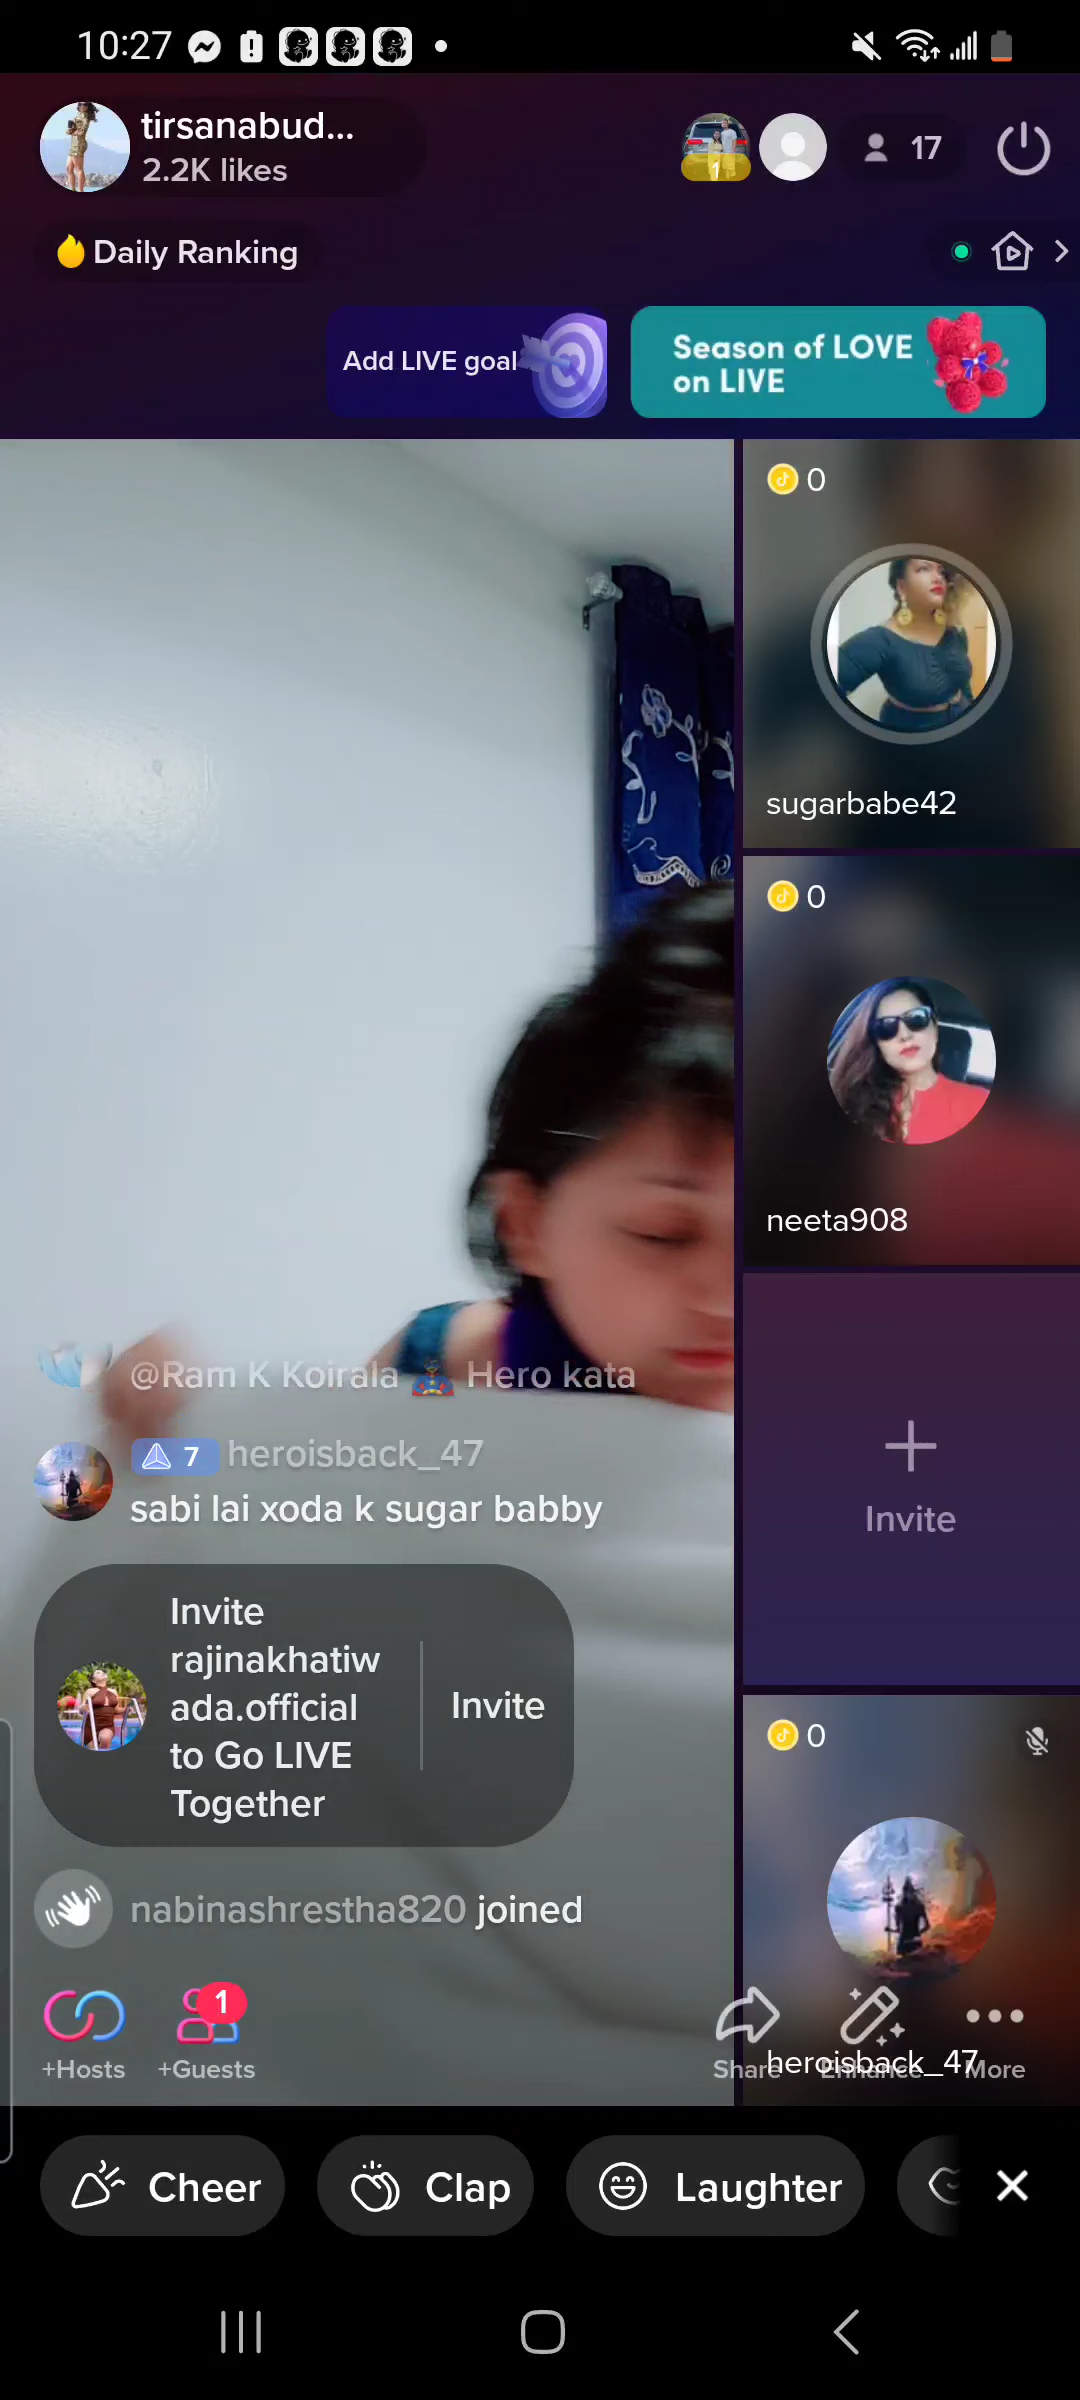 10:27
tirsanabud...
2.2K likes
1
17
Daily Ranking
Add LIVE goal
Season of LOVE
on LIVE
0
sugarbabe42
0
neeta908
@Ram K Koirala Hero kata
7 heroisback_47
sabi lai xoda k sugar babby
Invite
Invite
rajinakhatiw
ada.official
to Go LIVE
Together
Invite
0
nabinashrestha820 joined
1
+Hosts
+Guests
Share
heroisback_47
Enhance
More
Cheer
Clap
Laughter